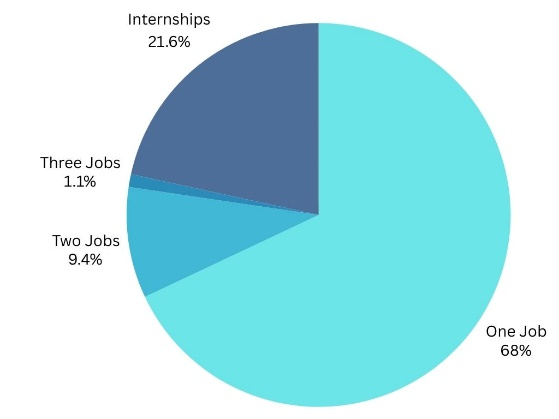 Internships
21.6%
Three Jobs
1.1%
Two Jobs
9.4%
One Job
68%